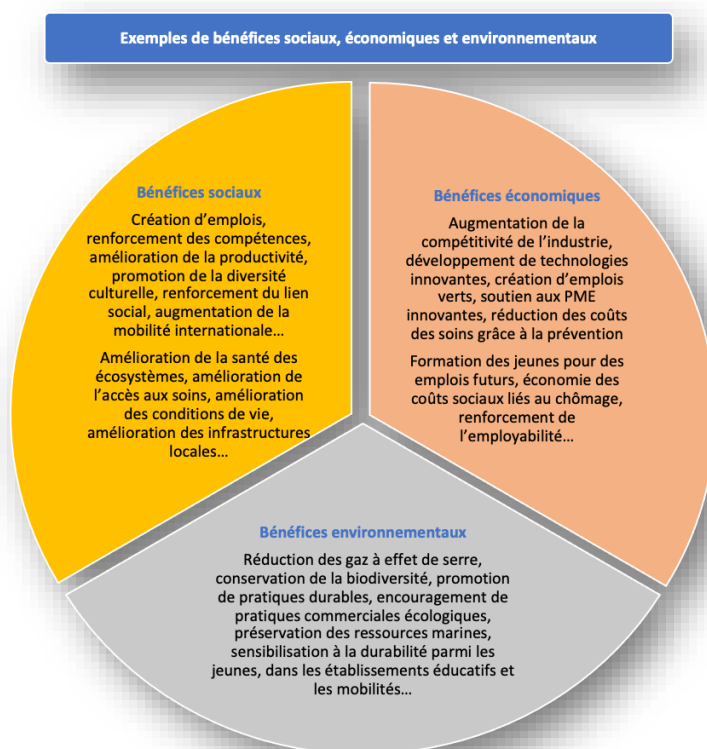 Exemples de bénéfices sociaux, économiques et environnementaux
Bénéfices sociaux
Création d’emplois,
renforcement des compétences,
amélioration de la productivité,
promotion de la diversité
culturelle, renforcement du lien
social, augmentation de la
mobilité internationale…
Amélioration de la santé des
écosystèmes, amélioration de
l’accès aux soins, amélioration
des conditions de vie,
amélioration des infrastructures
locales…
Bénéfices économiques
Augmentation de la
compétitivité de l’industrie,
développement de technologies
innovantes, création d’emplois
verts, soutien aux PME
innovantes, réduction des coûts
des soins grâce à la prévention
Formation des jeunes pour des
emplois futurs, économie des
coûts sociaux liés au chômage,
renforcement de
l’employabilité…
Bénéfices environnementaux
Réduction des gaz à effet de serre,
conservation de la biodiversité, promotion
de pratiques durables, encouragement de
pratiques commerciales écologiques,
préservation des ressources marines,
sensibilisation à la durabilité parmi les
jeunes, dans les établissements éducatifs et
les mobilités…